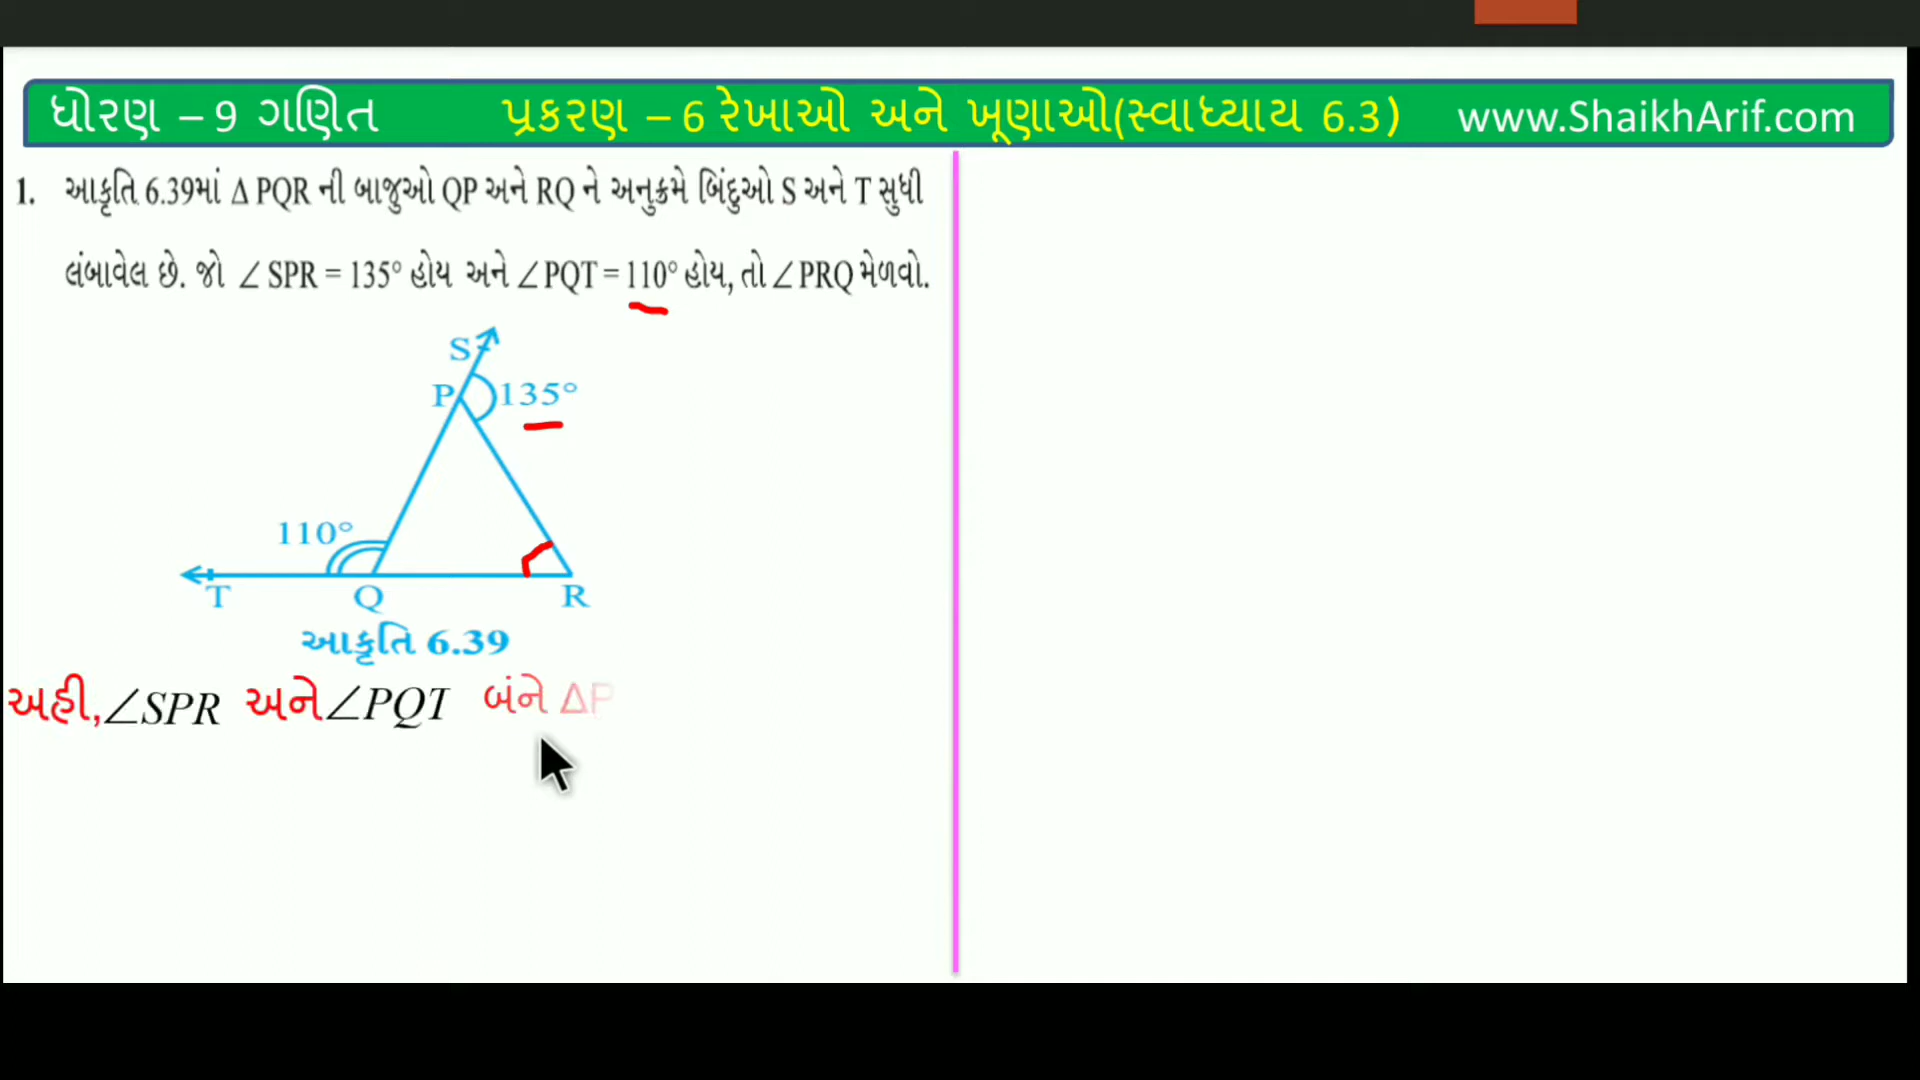 ધોરણ – 9 ગણિત પ્રકરણ – 6 રેખાઓ અને ખૂણાઓ(સ્વાધ્યાય 6.3) www.ShaikhArif.com
1. આકૃતિ 6.39માં Δ PQR ની બાજુઓ QP અને RQ ને અનુક્રમે બિંદુઓ S અને T સુધી
લંબાવેલ છે. જો ∠ SPR = 135° હોય અને ∠PQT = 110° હોય, તો ∠PRQ મેળવો.
S
P 135°
110°
T Q R
આકૃતિ 6.39
અહી,∠SPR અને∠PQT બંને ΔP